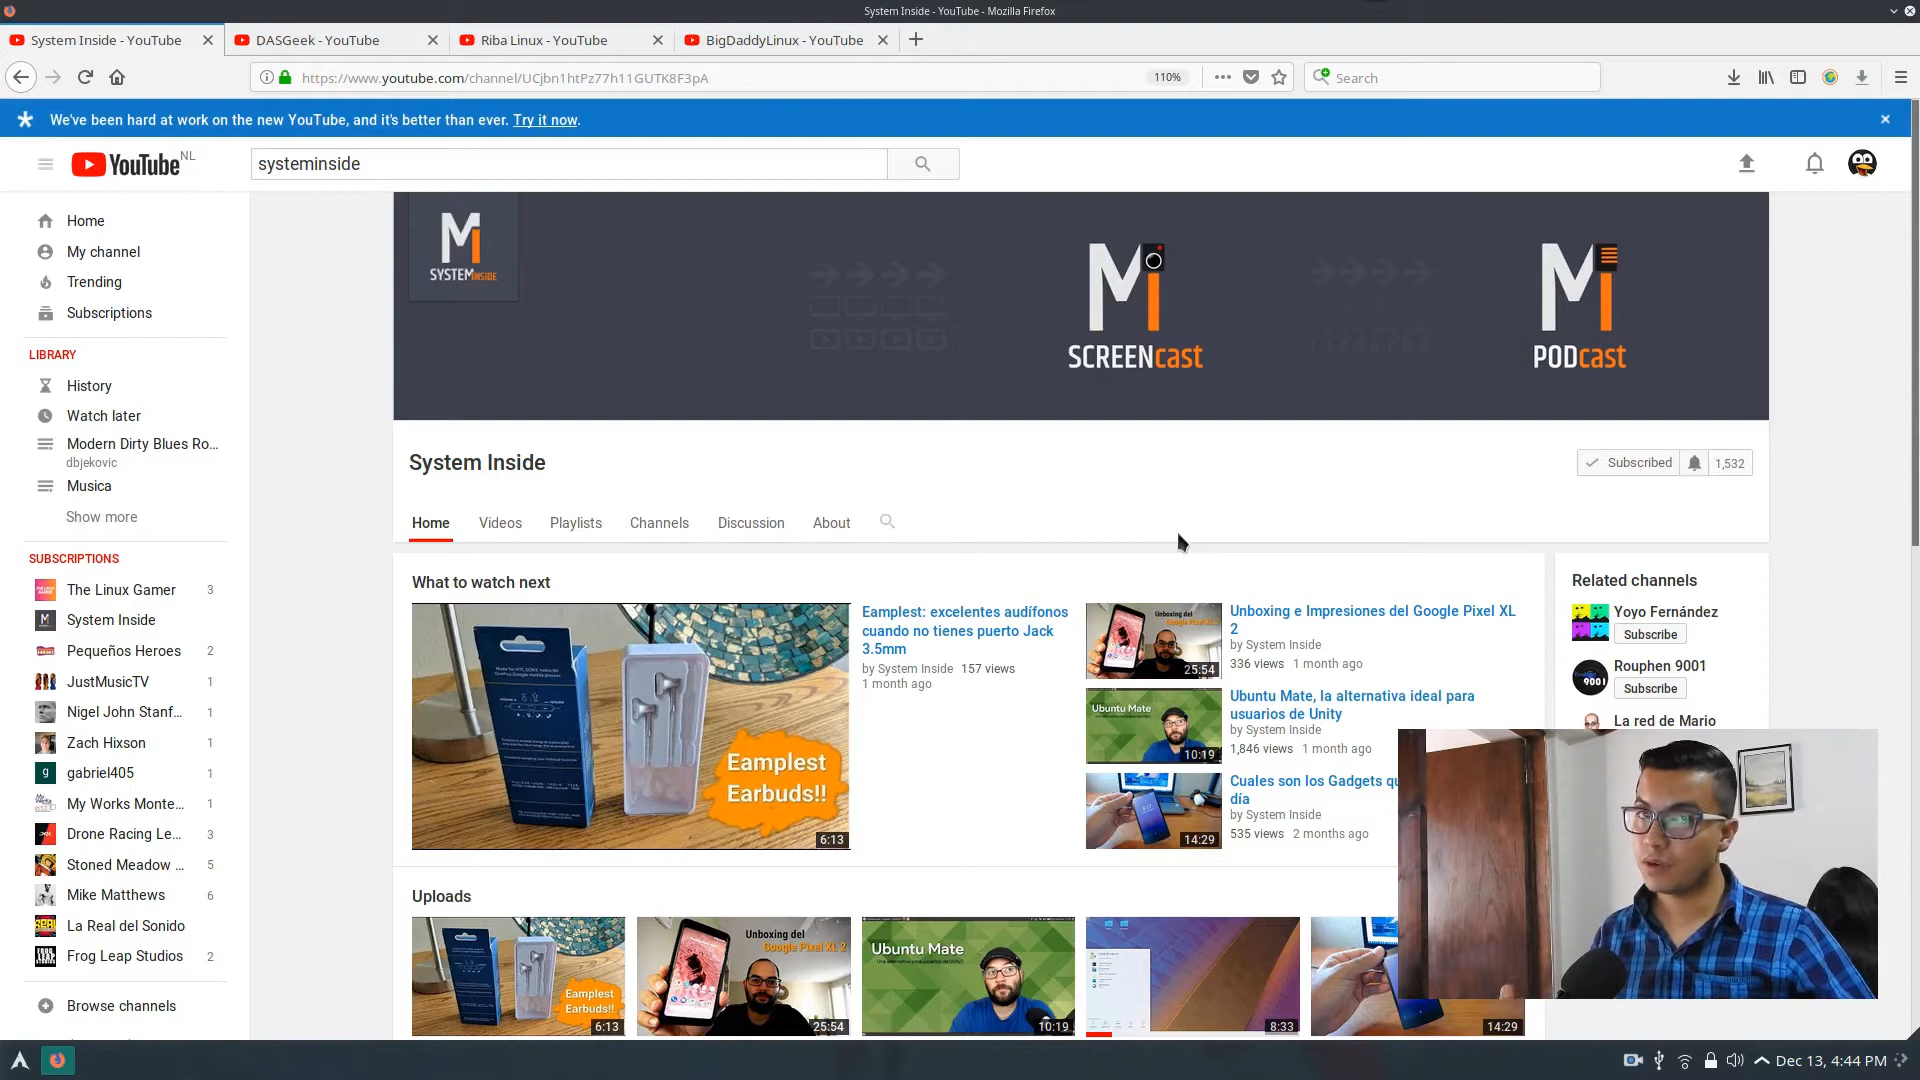 System Inside - YouTube - Mozilla Firefox
System Inside - YouTube
DASGeek - YouTube
Riba Linux - YouTube
BigDaddyLinux - YouTube
https://www.youtube.com/channel/UCjbn1htPz77h11GUTK8F3pA
110%
Search
We've been hard at work on the new YouTube, and it's better than ever. Try it now.
YouTube NL
systeminside
Home
My channel
Trending
Subscriptions
LIBRARY
History
Watch later
Modern Dirty Blues Ro...
dbjekovic
Musica
Show more
SUBSCRIPTIONS
The Linux Gamer 3
System Inside
Pequeños Heroes 2
JustMusicTV 1
Nigel John Stanf... 1
Zach Hixson 1
gabriel405 1
My Works Monte... 1
Drone Racing Le... 3
Stoned Meadow ... 5
Mike Matthews 6
La Real del Sonido
Frog Leap Studios 2
Browse channels
SYSTEMINSIDE
SCREENcast
PODcast
System Inside
Subscribed 1,532
Home
Videos
Playlists
Channels
Discussion
About
What to watch next
Eamplest
Earbuds!!
6:13
Eamplest: excelentes audífonos
cuando no tienes puerto Jack
3.5mm
by System Inside 157 views
1 month ago
Unboxing del
Google Pixel XL 2
25:54
Unboxing e Impresiones del Google Pixel XL
2
by System Inside
336 views 1 month ago
Ubuntu Mate
10:19
Ubuntu Mate, la alternativa ideal para
usuarios de Unity
by System Inside
1,846 views 1 month ago
14:29
Cuales son los Gadgets qu
día
by System Inside
535 views 2 months ago
Related channels
Yoyo Fernández
Subscribe
Rouphen 9001
Subscribe
La red de Mario
Uploads
Eamplest
Earbuds!!
6:13
Unboxing del
Google Pixel XL 2
25:54
Ubuntu Mate
10:19
8:33
14:29
Dec 13, 4:44 PM